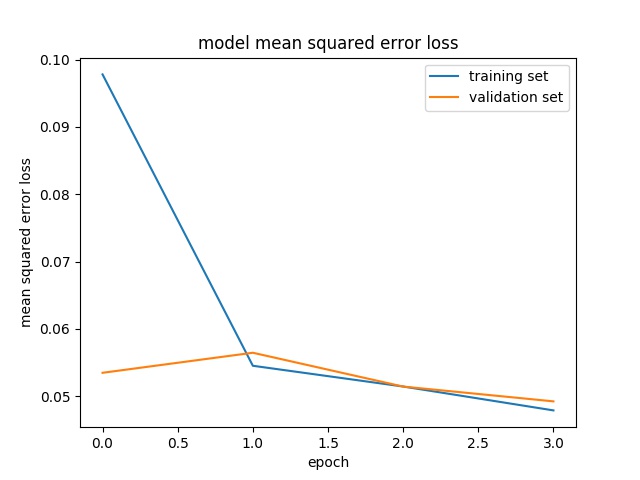 model mean squared error loss
training set
validation set
0.10
0.09
0.08
0.07
0.06
0.05
mean squared error loss
0.0 0.5 1.0 1.5 2.0 2.5 3.0
epoch